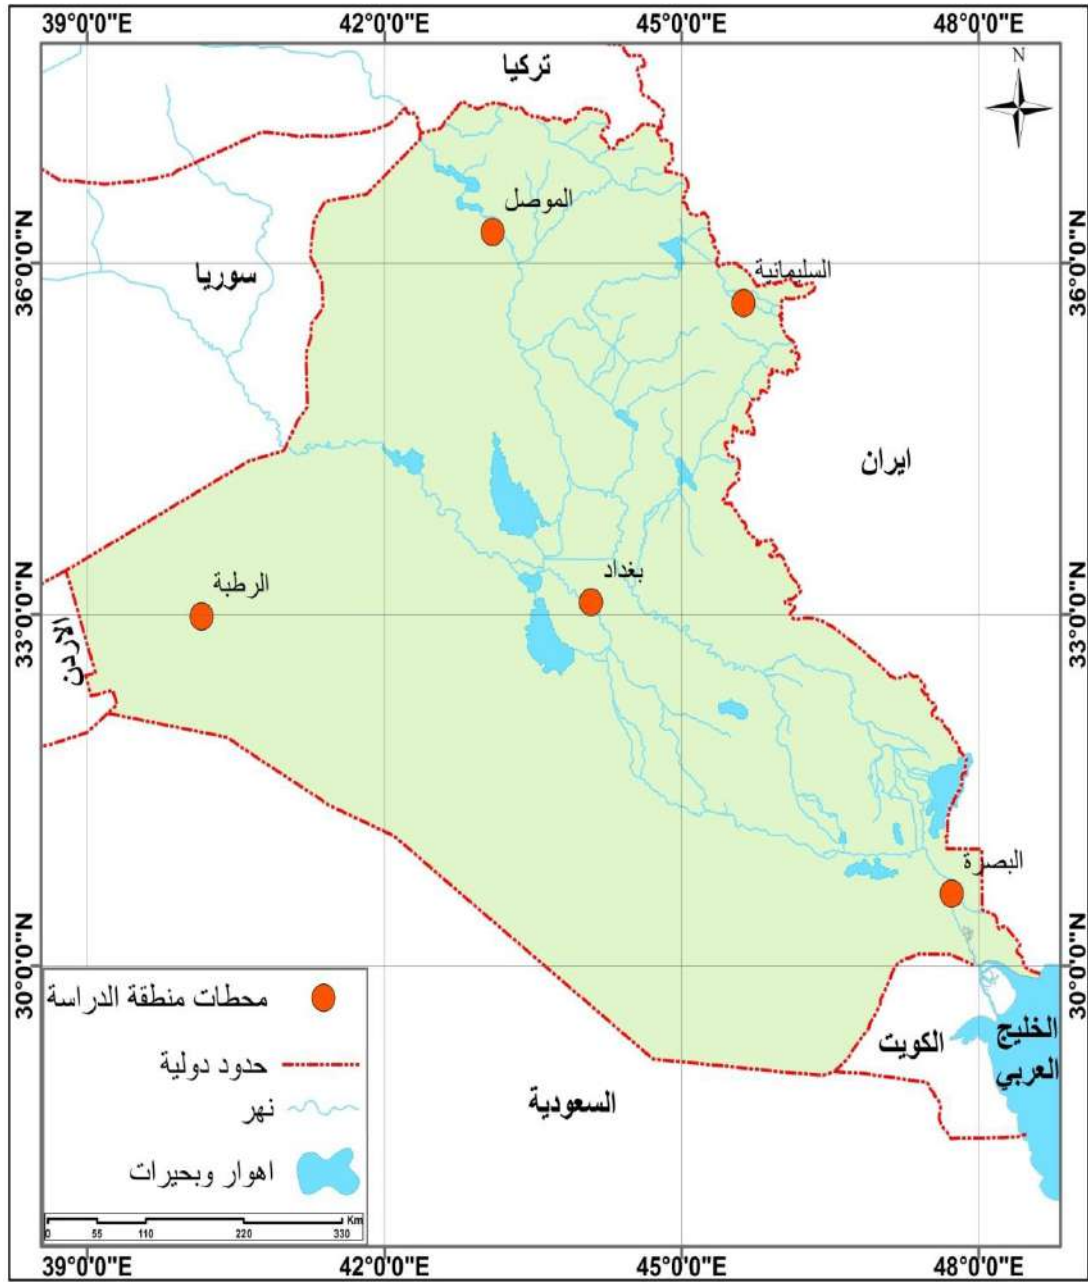 39°0'0"E 42°0'0"E 45°0'0"E 48°0'0"E
N
تركيا
الموصل
36°0'0"N 36°0'0"N
سوريا
السليمانية
ايران
بغداد
الرطبة
33°0'0"N 33°0'0"N
الاردن
البصرة
30°0'0"N 30°0'0"N
محطات منطقة الدراسة
الخليج
العربي
الكويت
حدود دولية
السعودية
نهر
اهوار وبحيرات
0 55 110 220 330 Km
39°0'0"E 42°0'0"E 45°0'0"E 48°0'0"E